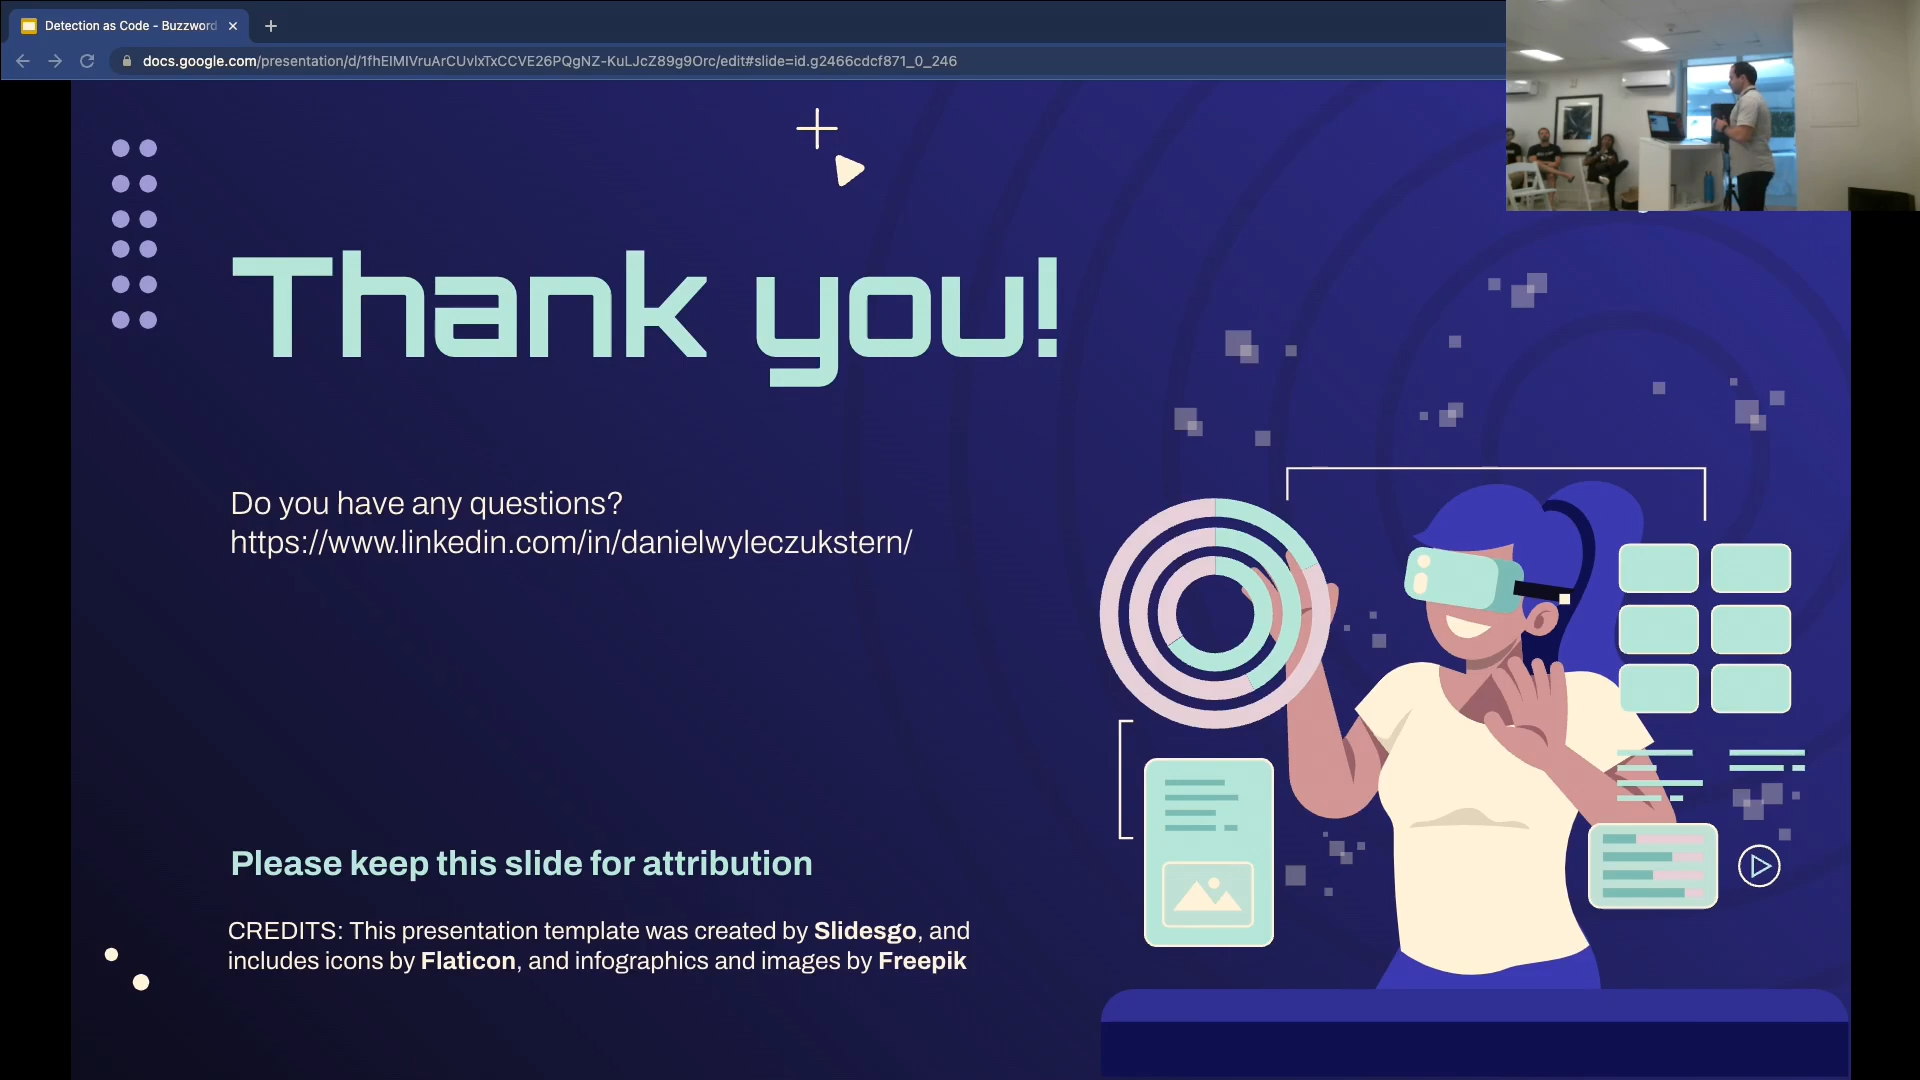 Detection as Code - Buzzword
docs.google.com/presentation/d/1fhEIMIVruArCUvlxTxCCVE26PQgNZ-KuLJcZ89g9Orc/edit#slide=id.g2466cdcf871_0_246
Thank you!
Do you have any questions?
https://www.linkedin.com/in/danielwyleczukstern/
Please keep this slide for attribution
CREDITS: This presentation template was created by Slidesgo, and
includes icons by Flaticon, and infographics and images by Freepik